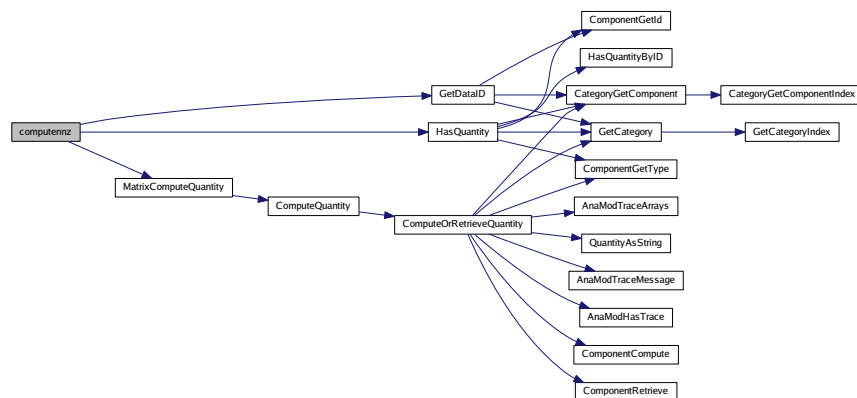 ComponentGetId
HasQuantityByID
GetDataID
CategoryGetComponent
CategoryGetComponentIndex
computennz
HasQuantity
GetCategory
GetCategoryIndex
ComponentGetType
MatrixComputeQuantity
ComputeQuantity
AnaModTraceArrays
ComputeOrRetrieveQuantity
QuantityAsString
AnaModTraceMessage
AnaModHasTrace
ComponentCompute
ComponentRetrieve